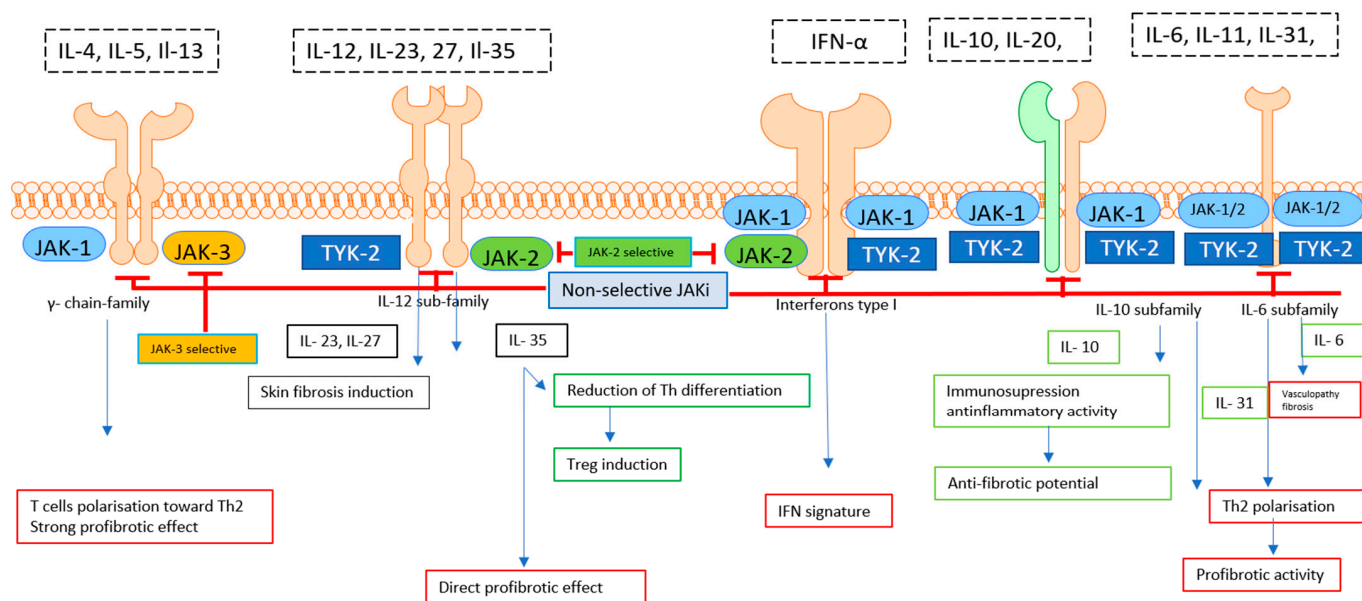 IL-4, IL-5, Il-13
IL-12, IL-23, 27, Il-35
IFN-α
IL-10, IL-20,
IL-6, IL-11, IL-31,
JAK-1
JAK-3
TYK-2
JAK-2
JAK-2 selective
JAK-1
JAK-2
JAK-1
TYK-2
JAK-1
TYK-2
JAK-1
TYK-2
JAK-1/2
TYK-2
JAK-1/2
TYK-2
Non-selective JAKi
γ- chain-family
IL-12 sub-family
Interferons type I
IL-10 subfamily
IL-6 subfamily
JAK-3 selective
IL- 23, IL-27
IL- 35
IL- 10
IL- 6
Skin fibrosis induction
Reduction of Th differentiation
Immunosupression
antinflammatory activity
IL- 31
Vasculopathy
fibrosis
Treg induction
Anti-fibrotic potential
T cells polarisation toward Th2
Strong profibrotic effect
IFN signature
Th2 polarisation
Direct profibrotic effect
Profibrotic activity